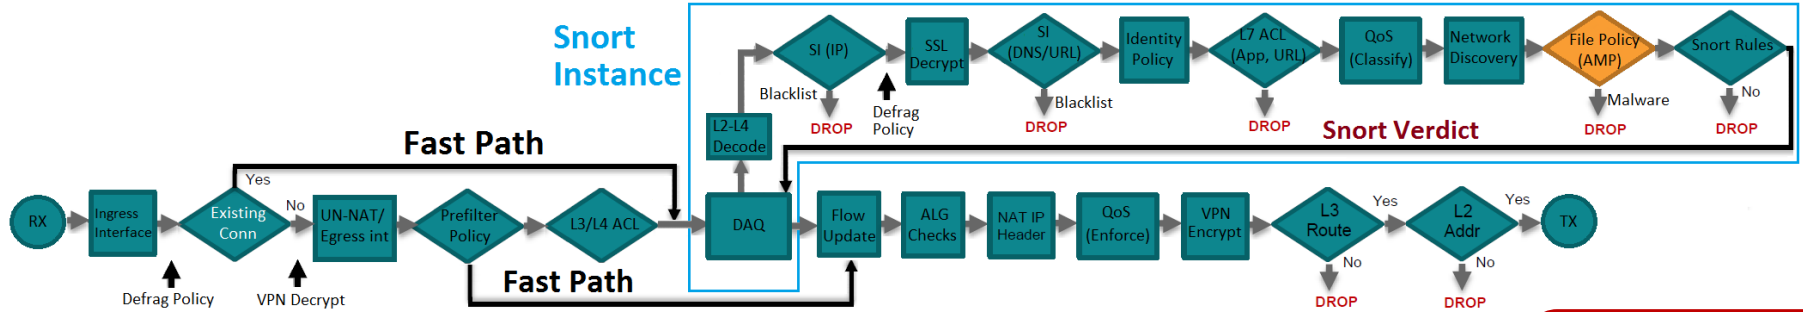 Snort
Instance
SI (IP)
SSL
Decrypt
SI
(DNS/URL)
Identity
Policy
L7 ACL
(App, URL)
QoS
(Classify)
Network
Discovery
File Policy
(AMP)
Snort Rules
Blacklist
DROP
Defrag
Policy
Blacklist
DROP
DROP
Malware
DROP
No
DROP
Snort Verdict
L2-L4
Decode
Fast Path
Yes
RX
Ingress
Interface
Existing
Conn
No
UN-NAT/
Egress int
Prefilter
Policy
L3/L4 ACL
DAQ
Flow
Update
ALG
Checks
NAT IP
Header
QoS
(Enforce)
VPN
Encrypt
L3
Route
Yes
L2
Addr
Yes
TX
No
DROP
No
DROP
Defrag Policy
VPN Decrypt
Fast Path